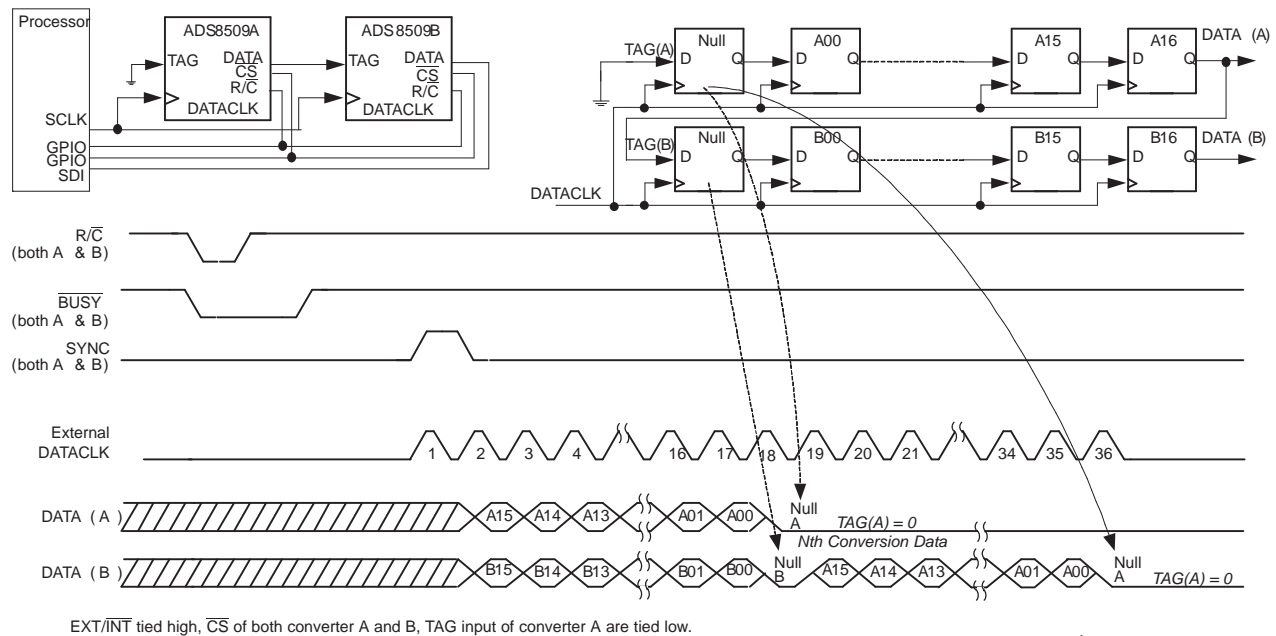 Processor
ADS8509A
TAG
DATA
CS
R/C
DATACLK
ADS8509B
TAG
DATA
CS
R/C
DATACLK
SCLK
GPIO
GPIO
SDI
TAG(A)
Null
D
Q
A00
D
Q
A15
D
Q
A16
D
Q
DATA (A)
TAG(B)
Null
D
Q
B00
D
Q
B15
D
Q
B16
D
Q
DATA (B)
DATACLK
R/C
(both A & B)
BUSY
(both A & B)
SYNC
(both A & B)
External
DATACLK
1 2 3 4 16 17 18 19 20 21 34 35 36
DATA ( A )
A15 A14 A13 A01 A00
Null
A
TAG(A) = 0
Nth Conversion Data
DATA ( B )
B15 B14 B13 B01 B00
Null
B
A15 A14 A13 A01 A00
Null
A
TAG(A) = 0
EXT/INT tied high, CS of both converter A and B, TAG input of converter A are tied low.